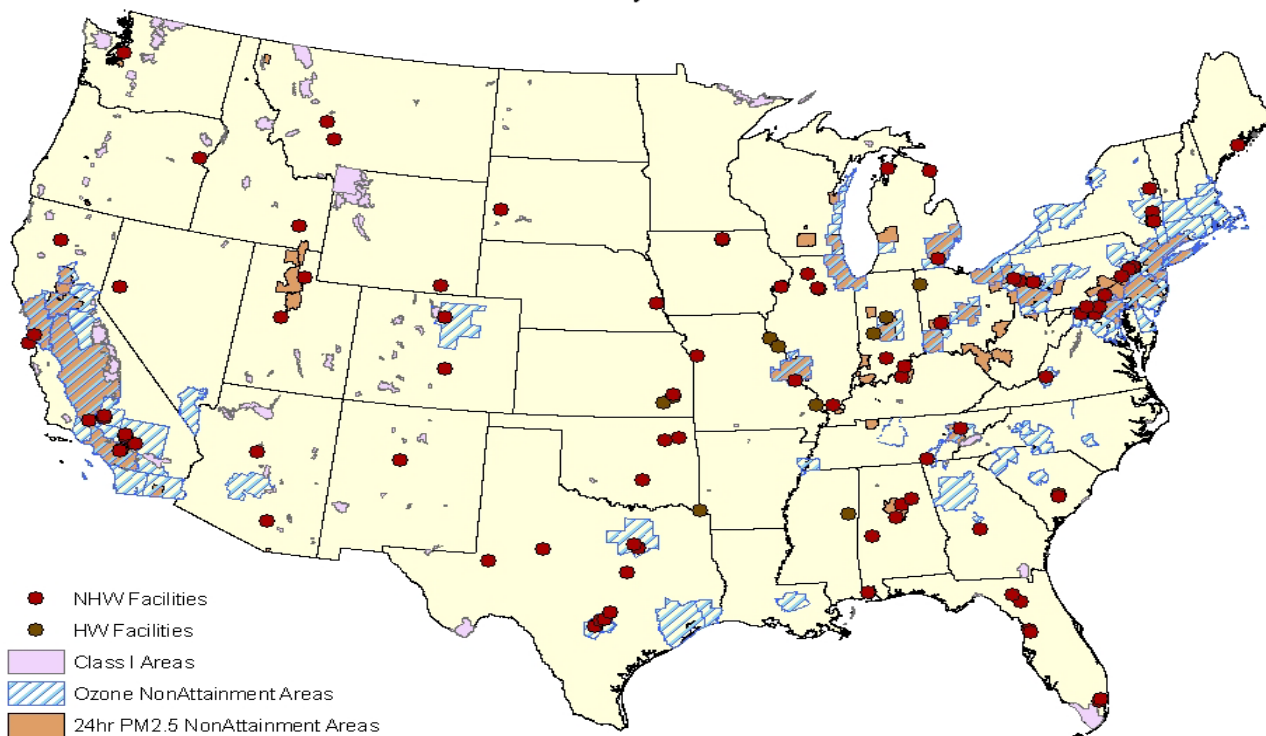 NHW Facilities
HW Facilities
Class I Areas
Ozone NonAttainment Areas
24hr PM2.5 NonAttainment Areas